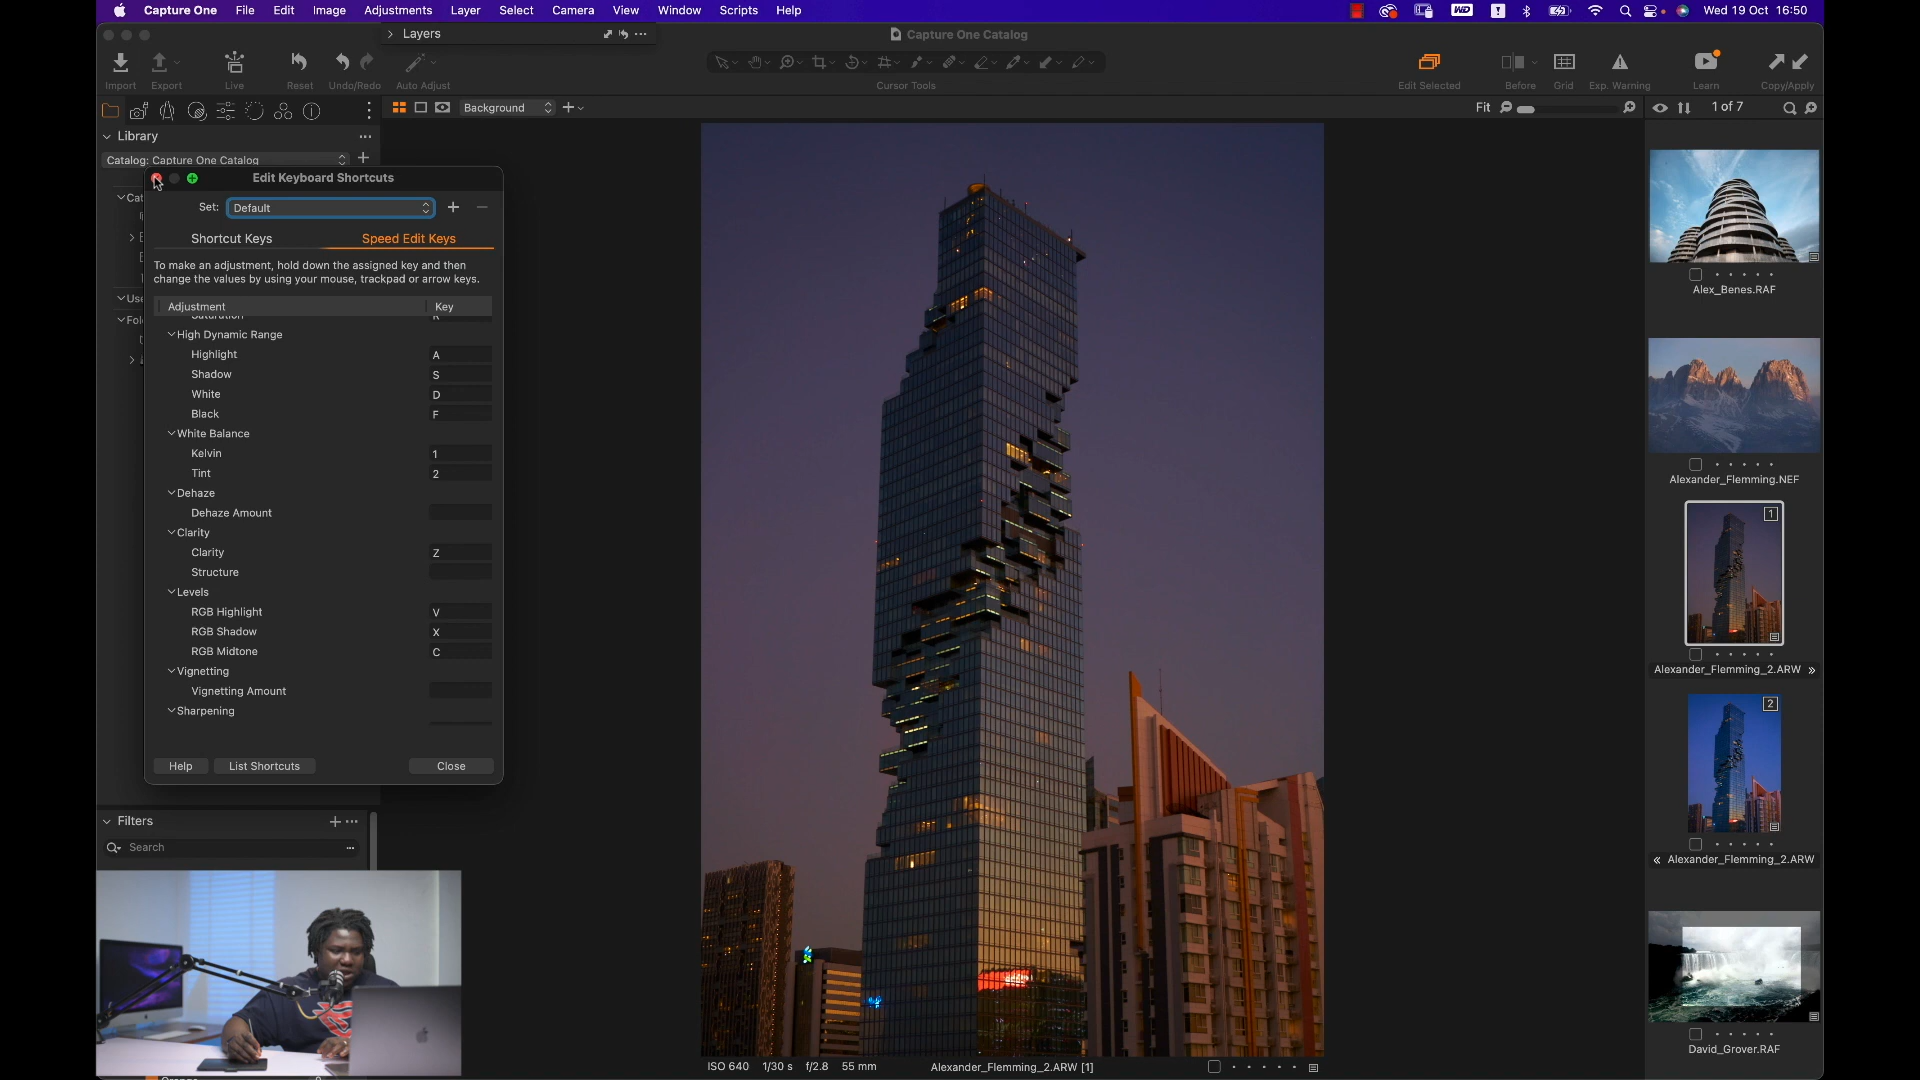 Capture One File Edit Image Adjustments Layer Select Camera View Window Scripts Help Wed 19 Oct 16:50
Layers
Capture One Catalog
Import Export Live Reset Undo/Redo Auto Adjust Cursor Tools Edit Selected Before Grid Exp. Warning Learn Copy/Apply
Background Fit 1 of 7
Library
Catalog: Capture One Catalog
Edit Keyboard Shortcuts
Set: Default
Shortcut Keys Speed Edit Keys
To make an adjustment, hold down the assigned key and then
change the values by using your mouse, trackpad or arrow keys.
Adjustment Key
Saturation R
High Dynamic Range
Highlight A
Shadow S
White D
Black F
White Balance
Kelvin 1
Tint 2
Dehaze
Dehaze Amount
Clarity
Clarity Z
Structure
Levels
RGB Highlight V
RGB Shadow X
RGB Midtone C
Vignetting
Vignetting Amount
Sharpening
Help List Shortcuts Close
Filters
Search
ISO 640 1/30 s f/2.8 55 mm Alexander_Flemming_2.ARW [1]
Alex_Benes.RAF
Alexander_Flemming.NEF
1
Alexander_Flemming_2.ARW »
2
« Alexander_Flemming_2.ARW
David_Grover.RAF